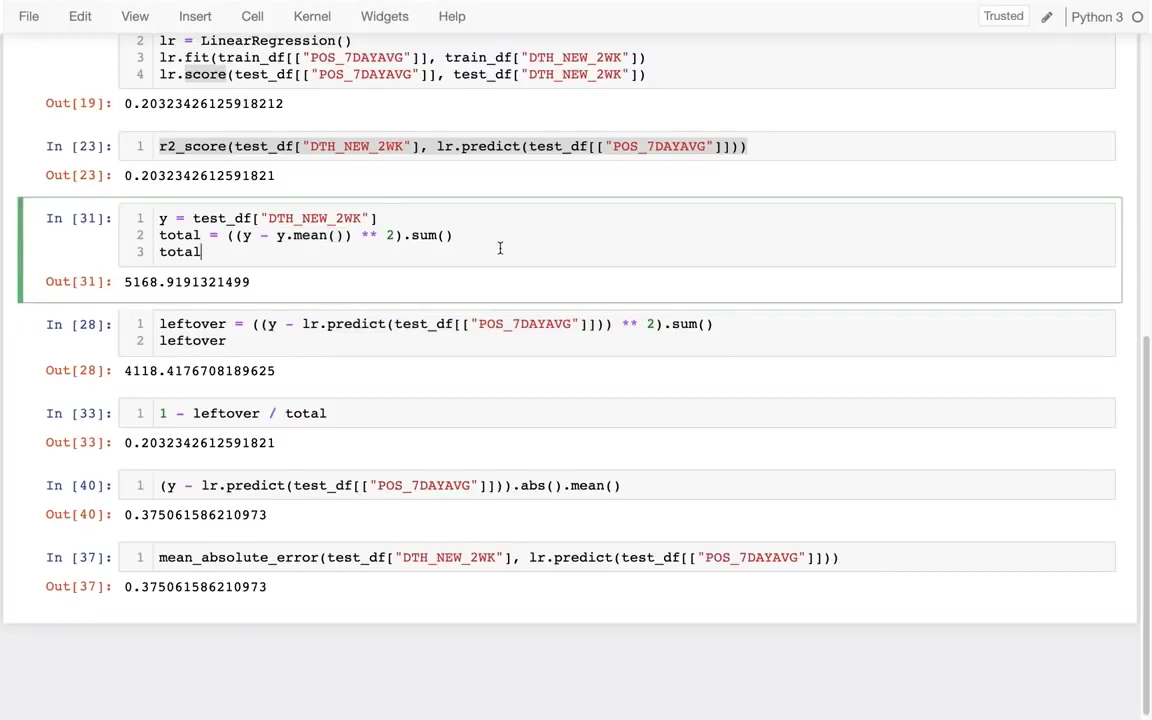 File Edit View Insert Cell Kernel Widgets Help Trusted Python 3
2 lr = LinearRegression()
3 lr.fit(train_df[["POS_7DAYAVG"]], train_df["DTH_NEW_2WK"])
4 lr.score(test_df[["POS_7DAYAVG"]], test_df["DTH_NEW_2WK"])
Out[19]: 0.20323426125918212
In [23]: 1 r2_score(test_df["DTH_NEW_2WK"], lr.predict(test_df[["POS_7DAYAVG"]]))
Out[23]: 0.2032342612591821
In [31]: 1 y = test_df["DTH_NEW_2WK"]
2 total = ((y - y.mean()) ** 2).sum()
3 total
Out[31]: 5168.9191321499
In [28]: 1 leftover = ((y - lr.predict(test_df[["POS_7DAYAVG"]])) ** 2).sum()
2 leftover
Out[28]: 4118.4176708189625
In [33]: 1 1 - leftover / total
Out[33]: 0.2032342612591821
In [40]: 1 (y - lr.predict(test_df[["POS_7DAYAVG"]])).abs().mean()
Out[40]: 0.375061586210973
In [37]: 1 mean_absolute_error(test_df["DTH_NEW_2WK"], lr.predict(test_df[["POS_7DAYAVG"]]))
Out[37]: 0.375061586210973